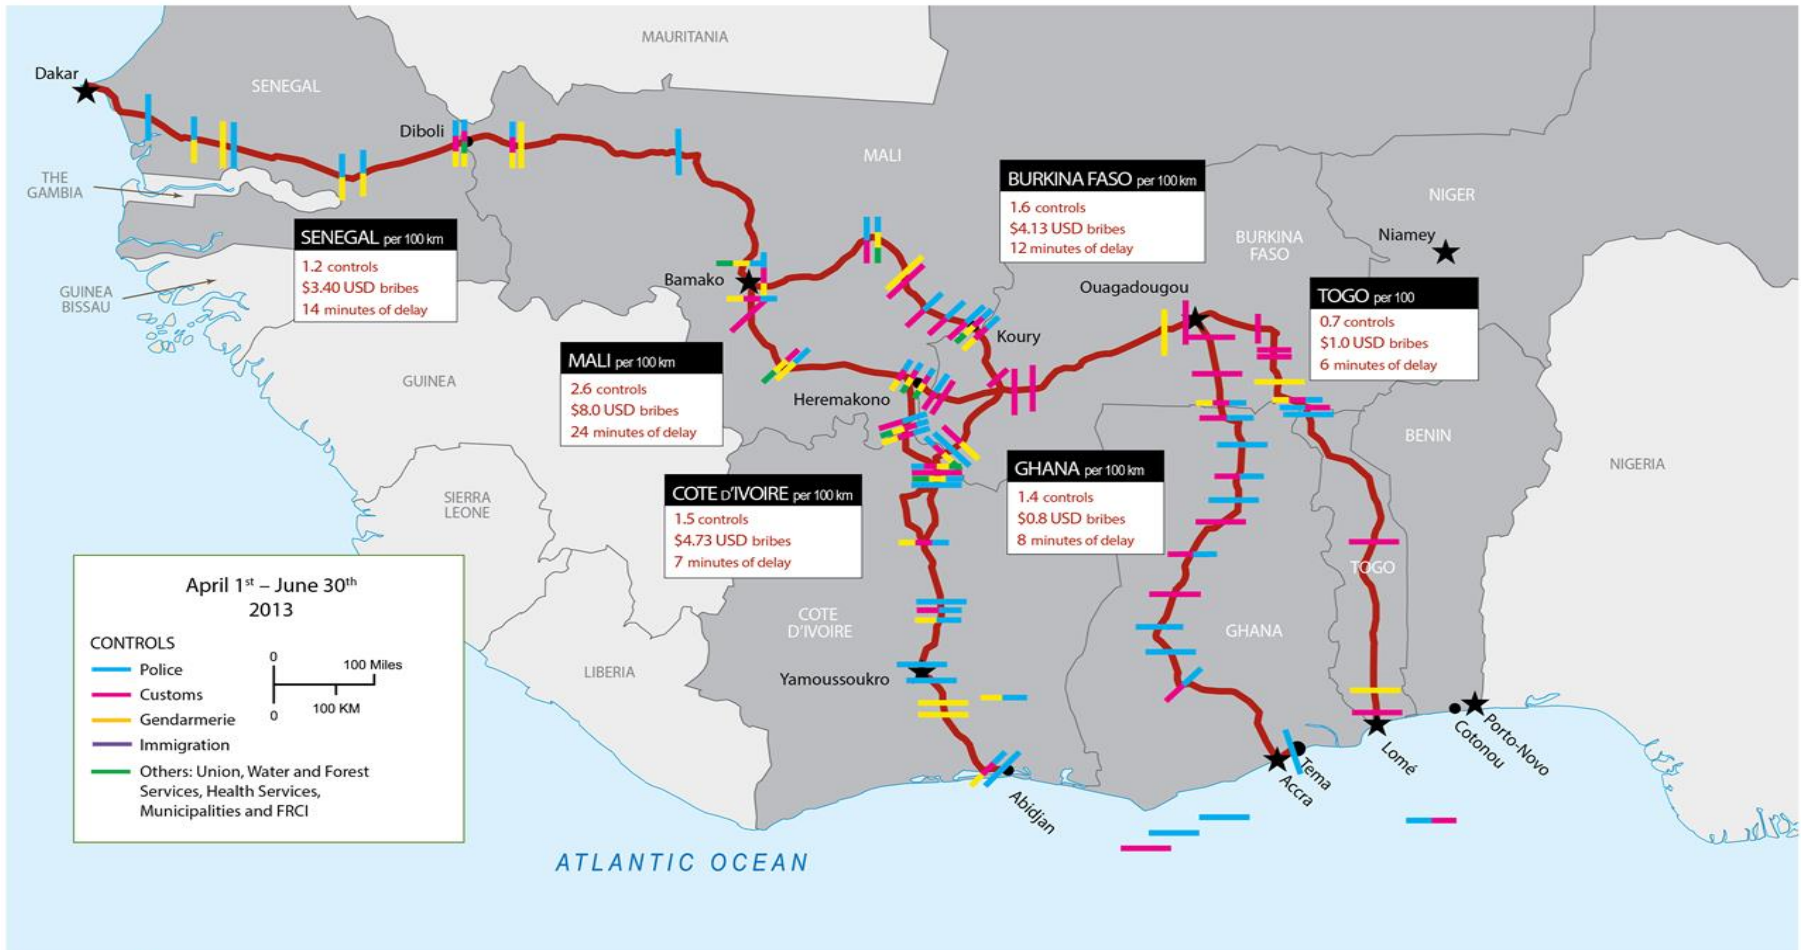 MAURITANIA
Dakar
SENEGAL
Diboli
MALI
THE
GAMBIA
BURKINA FASO per 100 km
1.6 controls
$4.13 USD bribes
12 minutes of delay
NIGER
SENEGAL per 100 km
1.2 controls
$3.40 USD bribes
14 minutes of delay
BURKINA
FASO
Niamey
GUINEA
BISSAU
Bamako
Ouagadougou
TOGO per 100
0.7 controls
$1.0 USD bribes
6 minutes of delay
Koury
MALI per 100 km
2.6 controls
$8.0 USD bribes
24 minutes of delay
GUINEA
Heremakono
BENIN
NIGERIA
GHANA per 100 km
1.4 controls
$0.8 USD bribes
8 minutes of delay
COTE D'IVOIRE per 100 km
1.5 controls
$4.73 USD bribes
7 minutes of delay
SIERRA
LEONE
TOGO
April 1st – June 30th
2013
CONTROLS
Police
Customs
Gendarmerie
Immigration
Others: Union, Water and Forest
Services, Health Services,
Municipalities and FRCI
0
100 Miles
0
100 KM
COTE
D'IVOIRE
GHANA
LIBERIA
Yamoussoukro
Porto-Novo
Cotonou
Lomé
Tema
Accra
Abidjan
ATLANTIC OCEAN